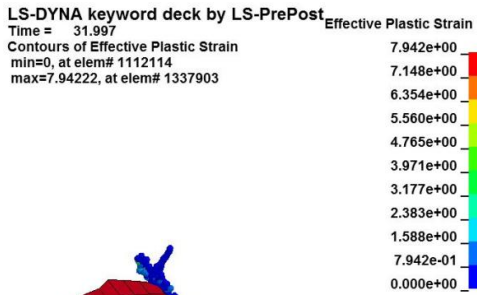 LS-DYNA keyword deck by LS-PrePost
Time = 31.997
Contours of Effective Plastic Strain
min=0, at elem# 1112114
max=7.94222, at elem# 1337903
Effective Plastic Strain
7.942e+00
7.148e+00
6.354e+00
5.560e+00
4.765e+00
3.971e+00
3.177e+00
2.383e+00
1.588e+00
7.942e-01
0.000e+00